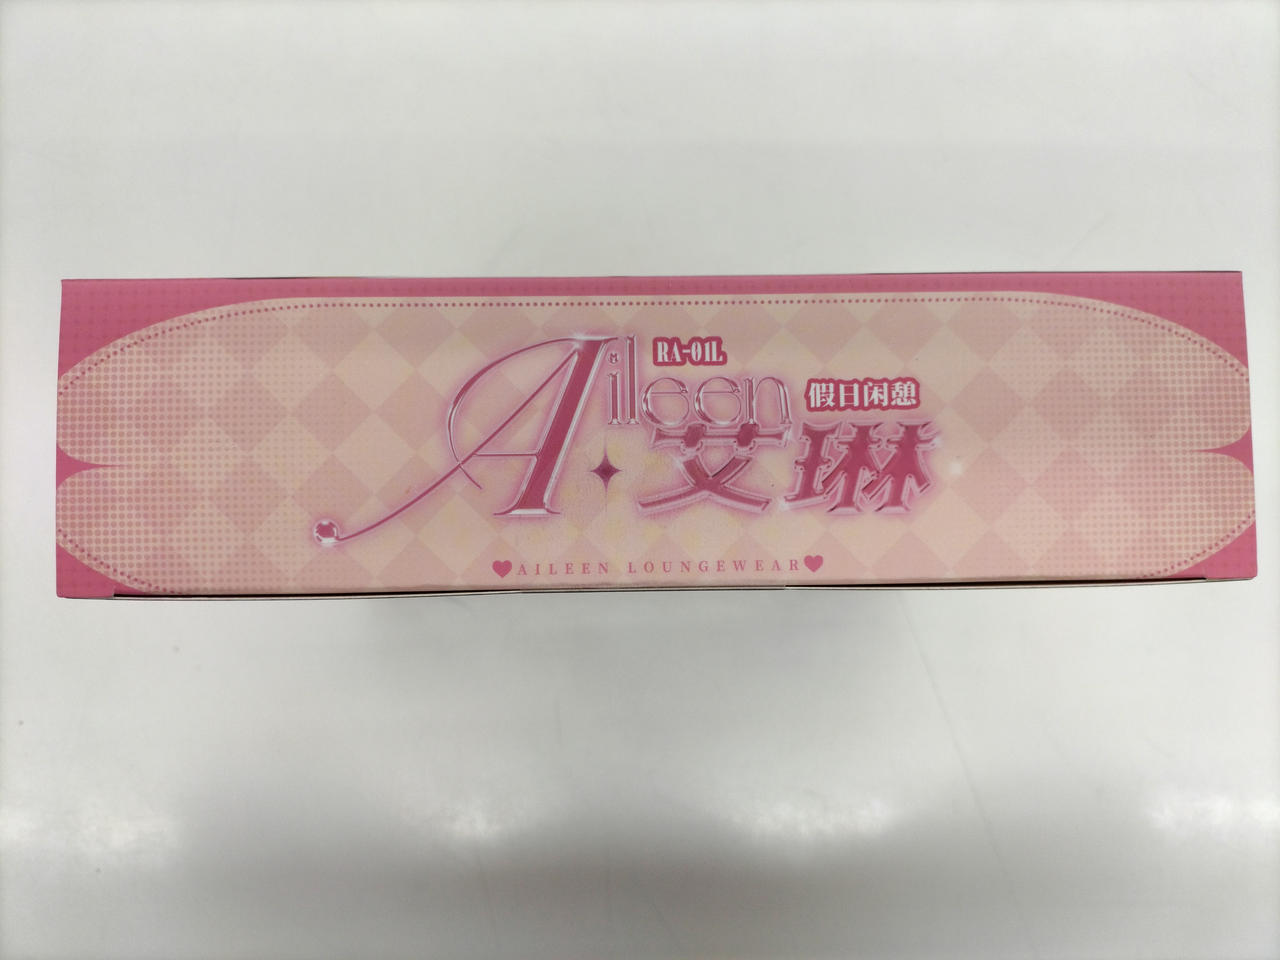 RA-01L
Aileen
假日闲憩
艾琳
♥AILEEN LOUNGEWEAR♥